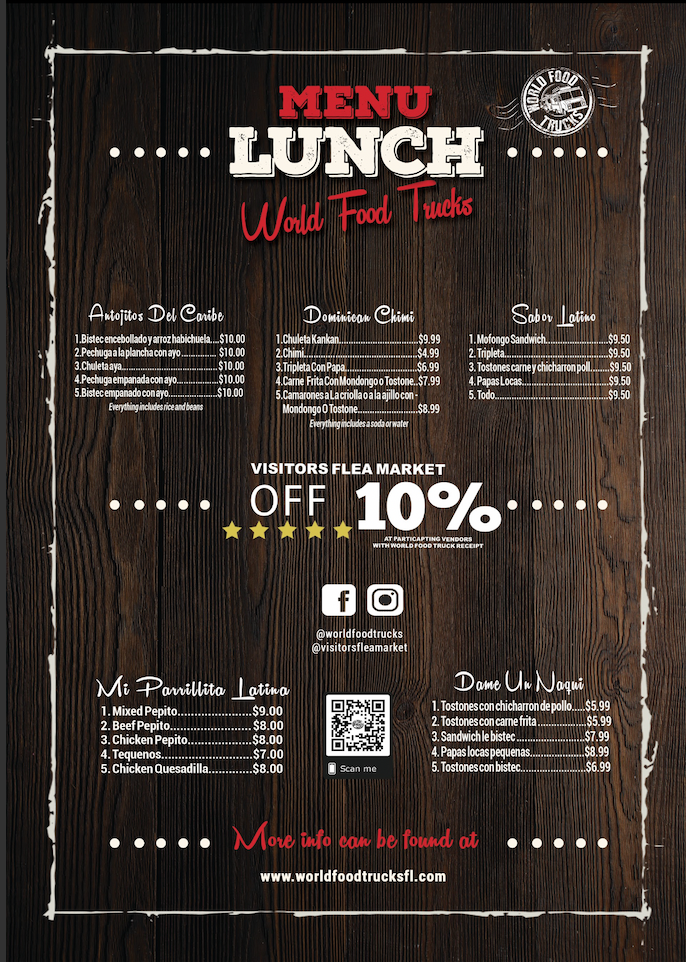 MENU
LUNCH
World Food Trucks
WORLD FOOD TRUCKS
Antojitos Del Caribe
1.Bistec encebollado y arroz habichuela....$10.00
2.Pechuga a la plancha con ayo............... $10.00
3.Chuleta aya.......................................$10.00
4.Pechuga empanada con ayo................$10.00
5.Bistec empanado con ayo...................$10.00
Everything includes rice and beans
Dominican Chimi
1.Chuleta Kankan................................$9.99
2.Chimi..............................................$4.99
3.Tripleta Con Papa.............................$6.99
4.Carne Frita Con Mondongo o Tostone..$7.99
5.Camarones a La criolla o a la ajillo con -
Mondongo O Tostone.........................$8.99
Everything includes a soda or water
Sabor Latino
1. Mofongo Sandwich........................$9.50
2. Tripleta..........................................$9.50
3. Tostones carne y chicharron poll......$9.50
4. Papas Locas...................................$9.50
5. Todo..............................................$9.50
VISITORS FLEA MARKET
OFF 10%
AT PARTICAPTING VENDORS
WITH WORLD FOOD TRUCK RECEIPT
@worldfoodtrucks
@visitorsfleamarket
Mi Parrillita Latina
1. Mixed Pepito.....................$9.00
2. Beef Pepito....................... $8.00
3. Chicken Pepito..................$8.00
4. Tequenos..........................$7.00
5. Chicken Quesadilla............$8.00
Scan me
Dame Un Naqui
1. Tostones con chicharron de pollo.....$5.99
2. Tostones con carne frita ................$5.99
3. Sandwich le bistec ........................$7.99
4. Papas locas pequenas....................$8.99
5. Tostones con bistec.......................$6.99
More info can be found at
www.worldfoodtrucksfl.com